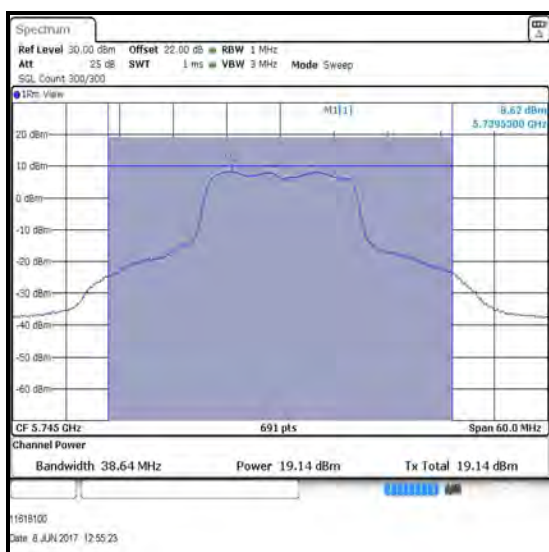 Spectrum
Ref Level 30.00 dBm Offset 22.00 dB RBW 1 MHz
Att 25 dB SWT 1 ms VBW 3 MHz Mode Sweep
SGL Count 300/300
1Rm View
M1[1] 8.62 dBm
5.7395300 GHz
20 dBm
10 dBm
0 dBm
-10 dBm
-20 dBm
-30 dBm
-40 dBm
-50 dBm
-60 dBm
CF 5.745 GHz 691 pts Span 60.0 MHz
Channel Power
Bandwidth 38.64 MHz Power 19.14 dBm Tx Total 19.14 dBm
Date 8 JUN 2017 12:55:23